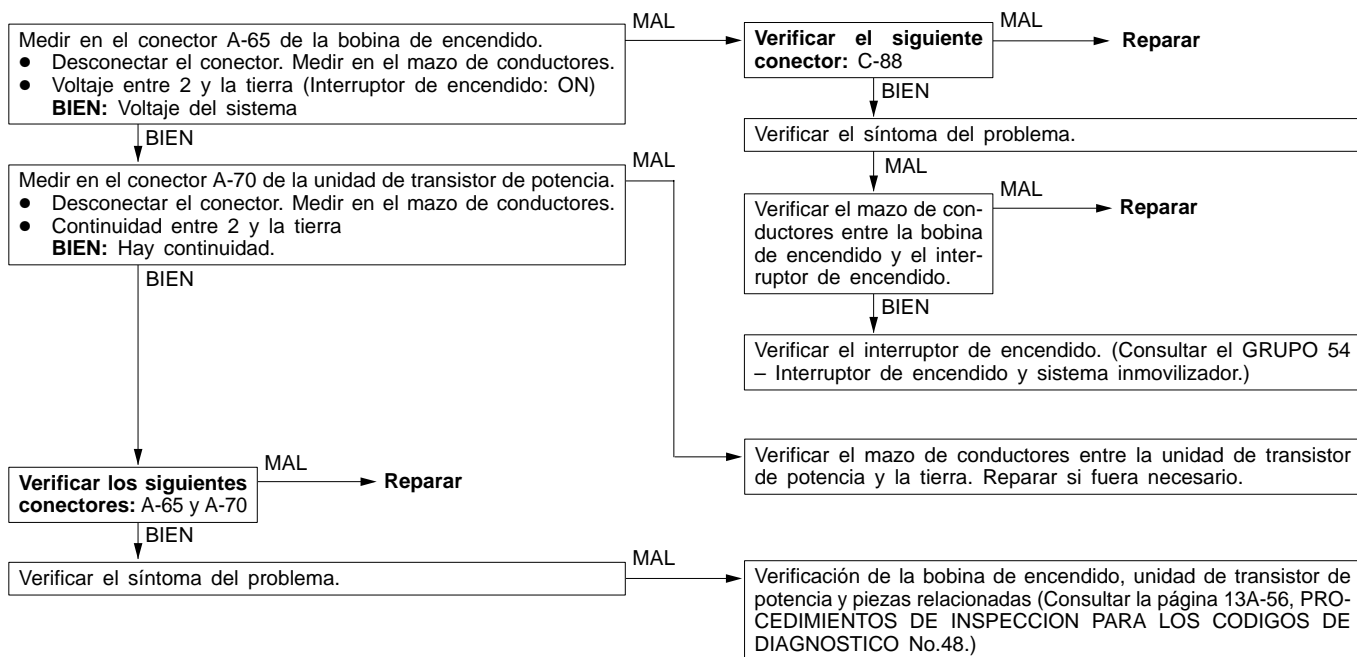 Medir en el conector A-65 de la bobina de encendido.
● Desconectar el conector. Medir en el mazo de conductores.
● Voltaje entre 2 y la tierra (Interruptor de encendido: ON)
BIEN: Voltaje del sistema
MAL
Verificar el siguiente
conector: C-88
MAL
Reparar
BIEN
Verificar el síntoma del problema.
MAL
Verificar el mazo de con-
ductores entre la bobina
de encendido y el inter-
ruptor de encendido.
MAL
Reparar
BIEN
Verificar el interruptor de encendido. (Consultar el GRUPO 54
– Interruptor de encendido y sistema inmovilizador.)
BIEN
Medir en el conector A-70 de la unidad de transistor de potencia.
● Desconectar el conector. Medir en el mazo de conductores.
● Continuidad entre 2 y la tierra
BIEN: Hay continuidad.
MAL
Verificar el mazo de conductores entre la unidad de transistor
de potencia y la tierra. Reparar si fuera necesario.
BIEN
Verificar los siguientes
conectores: A-65 y A-70
MAL
Reparar
BIEN
Verificar el síntoma del problema.
MAL
Verificación de la bobina de encendido, unidad de transistor de
potencia y piezas relacionadas (Consultar la página 13A-56, PRO-
CEDIMIENTOS DE INSPECCION PARA LOS CODIGOS DE
DIAGNOSTICO No.48.)